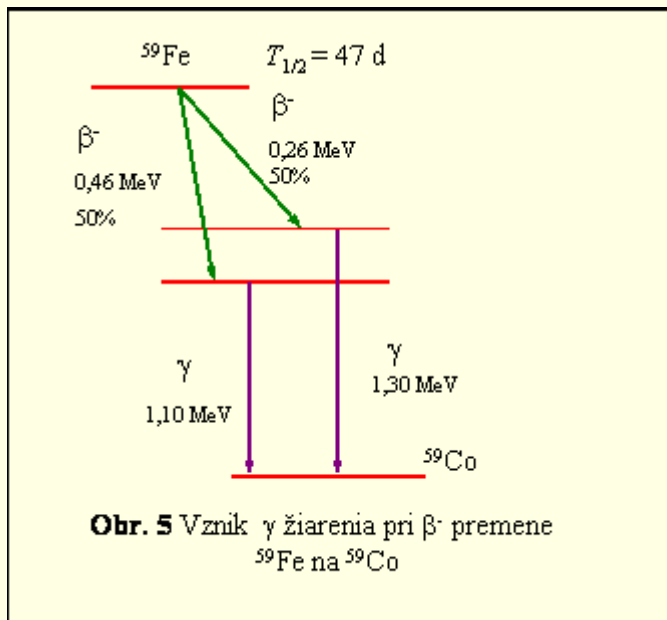 ⁵⁹Fe T₁/₂ = 47 d
β⁻
0,46 MeV
50%
β⁻
0,26 MeV
50%
γ
1,10 MeV
γ
1,30 MeV
⁵⁹Co
Obr. 5 Vznik γ žiarenia pri β⁻ premene
⁵⁹Fe na ⁵⁹Co